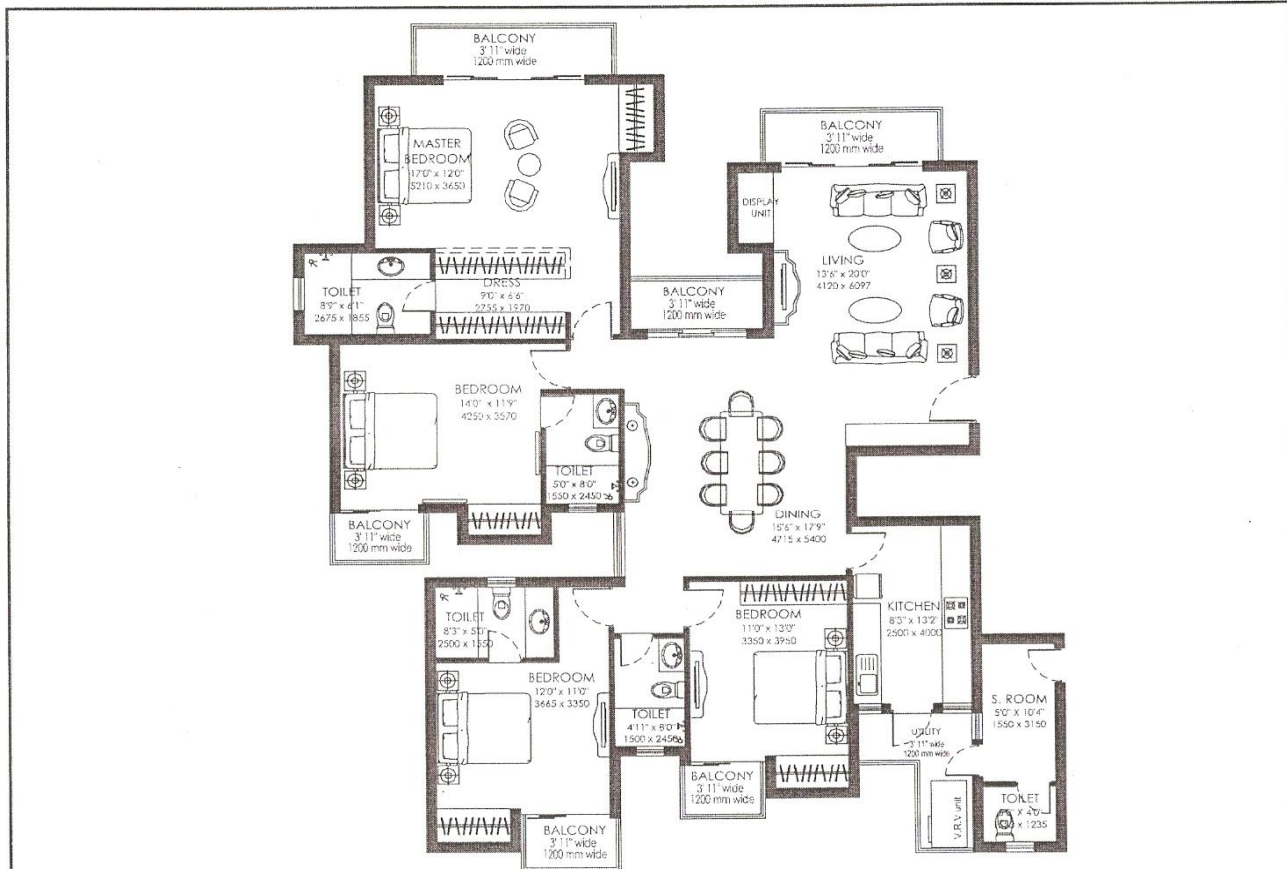 BALCONY
3' 11" wide
1200 mm wide
MASTER
BEDROOM
17'0" x 12'0"
5210 x 3650
BALCONY
3' 11" wide
1200 mm wide
DISPLAY
UNIT
LIVING
13'6" x 20'0"
4120 x 6097
TOILET
8'9" x 6'1"
2675 x 1855
DRESS
9'0" x 6'6"
2755 x 1970
BALCONY
3' 11" wide
1200 mm wide
BEDROOM
14'0" x 11'9"
4250 x 3570
TOILET
5'0" x 8'0"
1550 x 2450
BALCONY
3' 11" wide
1200 mm wide
DINING
15'6" x 17'9"
4715 x 5400
TOILET
8'3" x 5'0"
2500 x 1550
BEDROOM
11'0" x 13'0"
3350 x 3950
KITCHEN
8'3" x 13'2"
2500 x 4000
BEDROOM
12'0" x 11'0"
3665 x 3350
TOILET
4'11" x 8'0"
1500 x 2450
S. ROOM
5'0" x 10'4"
1550 x 3150
UTILITY
3' 11" wide
1200 mm wide
BALCONY
3' 11" wide
1200 mm wide
V.R.V unit
TOILET
x 4'0"
x 1235
BALCONY
3' 11" wide
1200 mm wide